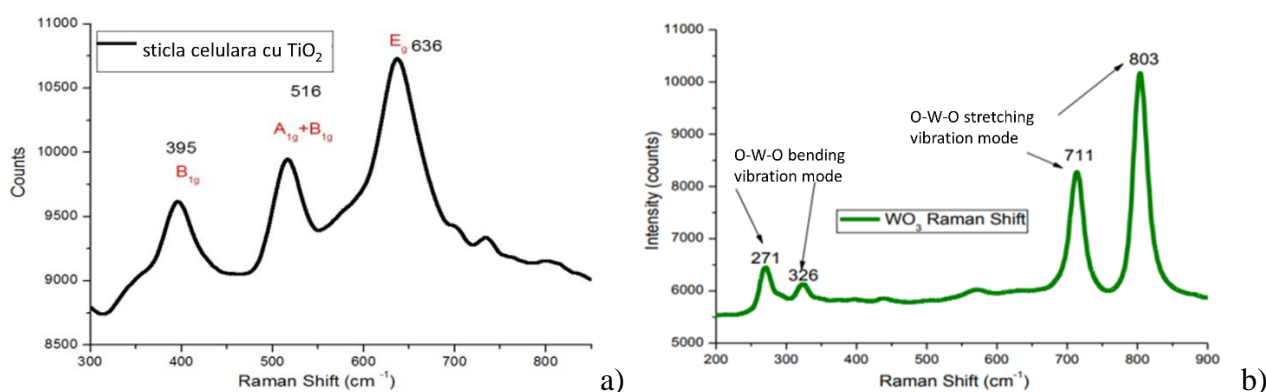 11000
10500
10000
9500
9000
8500
Counts
sticla celulara cu TiO₂
395
B₁g
516
A₁g+B₁g
E_g 636
300 400 500 600 700 800
Raman Shift (cm⁻¹)
a)
11000
10000
9000
8000
7000
6000
5000
Intensity (counts)
803
O-W-O stretching
vibration mode
711
O-W-O bending
vibration mode
WO₃ Raman Shift
271
326
200 300 400 500 600 700 800 900
Raman Shift (cm⁻¹)
b)